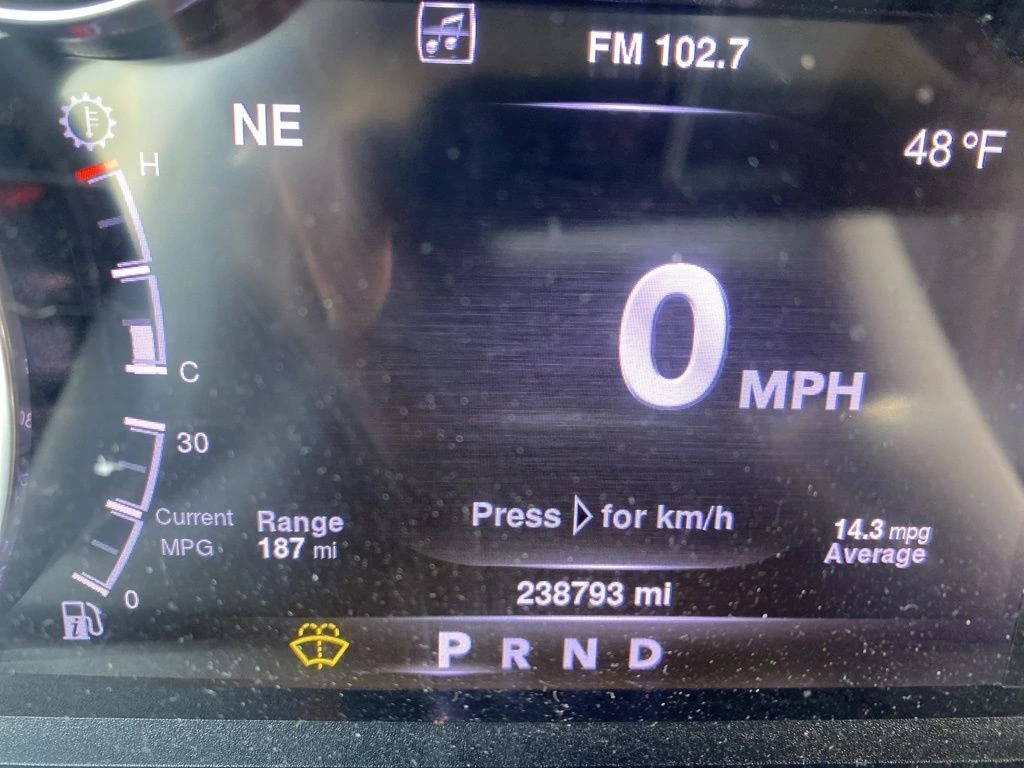 FM 102.7
NE
48 °F
H
0
MPH
C
30
Current
MPG
Range
187 mi
Press ▷ for km/h
14.3 mpg
Average
238793 mi
0
P R N D